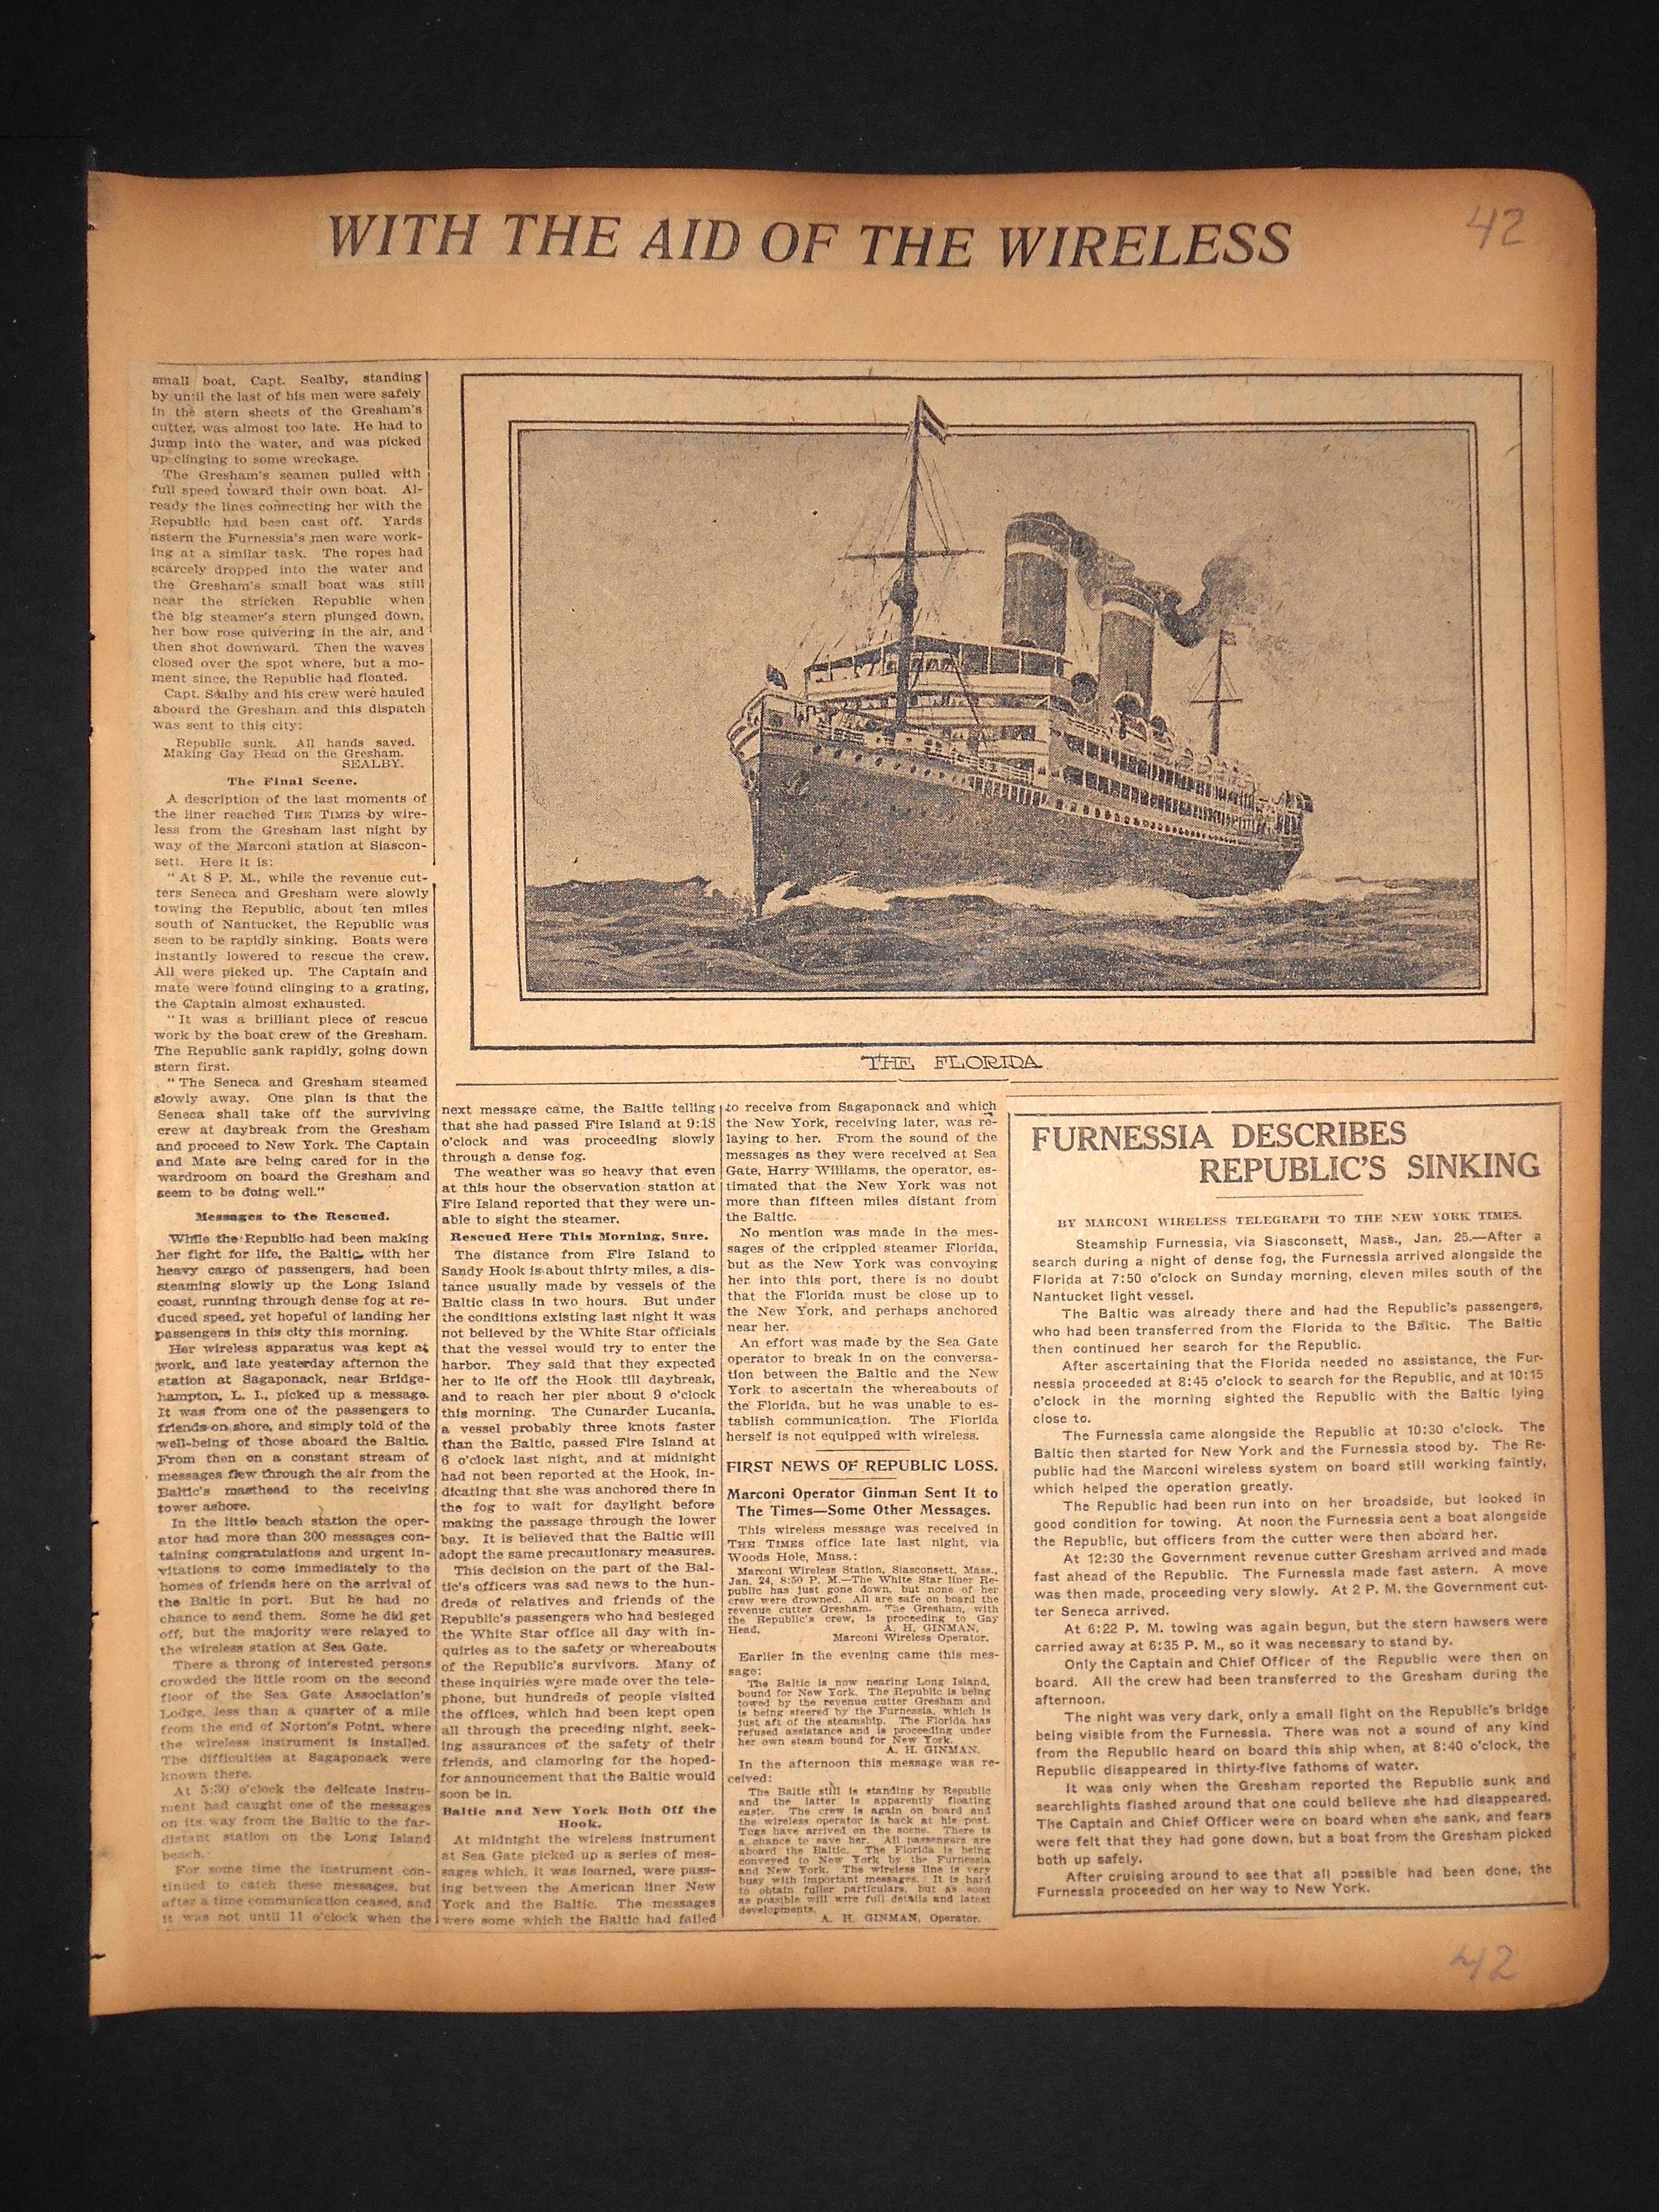 WITH THE AID OF THE WIRELESS
42
small boat, Capt. Sealby, standing
by until the last of his men were safely
in the stern sheets of the Gresham's
cutter, was almost too late. He had to
jump into the water, and was picked
up clinging to some wreckage.
The Gresham's seamen pulled with
full speed toward their own boat. Al-
ready the lines connecting her with the
Republic had been cast off. Yards
astern the Furnessia's men were work-
ing at a similar task. The ropes had
scarcely dropped into the water and
the Gresham's small boat was still
near the stricken Republic when
the big steamer's stern plunged down,
her bow rose quivering in the air, and
then shot downward. Then the waves
closed over the spot where, but a mo-
ment since, the Republic had floated.
Capt. Sealby and his crew were hauled
aboard the Gresham and this dispatch
was sent to this city:
Republic sunk. All hands saved.
Making Gay Head on the Gresham.
SEALBY.
The Final Scene.
A description of the last moments of
the liner reached THE TIMES by wire-
less from the Gresham last night by
way of the Marconi station at Siascon-
sett. Here it is:
"At 8 P. M., while the revenue cut-
ters Seneca and Gresham were slowly
towing the Republic, about ten miles
south of Nantucket, the Republic was
seen to be rapidly sinking. Boats were
instantly lowered to rescue the crew.
All were picked up. The Captain and
mate were found clinging to a grating,
the Captain almost exhausted.
"It was a brilliant piece of rescue
work by the boat crew of the Gresham.
The Republic sank rapidly, going down
stern first.
"The Seneca and Gresham steamed
slowly away. One plan is that the
Seneca shall take off the surviving
crew at daybreak from the Gresham
and proceed to New York. The Captain
and Mate are being cared for in the
wardroom on board the Gresham and
seem to be doing well."
Messages to the Rescued.
While the Republic had been making
her fight for life, the Baltic, with her
heavy cargo of passengers, had been
steaming slowly up the Long Island
coast, running through dense fog at re-
duced speed, yet hopeful of landing her
passengers in this city this morning.
Her wireless apparatus was kept at
work, and late yesterday afternon the
station at Sagaponack, near Bridge-
hampton, L. I., picked up a message.
It was from one of the passengers to
friends on shore, and simply told of the
well-being of those aboard the Baltic.
From then on a constant stream of
messages flew through the air from the
Baltic's masthead to the receiving
tower ashore.
In the little beach station the oper-
ator had more than 300 messages con-
taining congratulations and urgent in-
vitations to come immediately to the
homes of friends here on the arrival of
the Baltic in port. But he had no
chance to send them. Some he did get
off, but the majority were relayed to
the wireless station at Sea Gate.
There a throng of interested persons
crowded the little room on the second
floor of the Sea Gate Association's
Lodge, less than a quarter of a mile
from the end of Norton's Point, where
the wireless instrument is installed.
The difficulties at Sagaponack were
known there.
At 5:30 o'clock the delicate instru-
ment had caught one of the messages
on its way from the Baltic to the far-
distant station on the Long Island
beach.
For some time the instrument con-
tinued to catch these messages, but
after a time communication ceased, and
it was not until 11 o'clock when the
THE FLORIDA
next message came, the Baltic telling
that she had passed Fire Island at 9:18
o'clock and was proceeding slowly
through a dense fog.
The weather was so heavy that even
at this hour the observation station at
Fire Island reported that they were un-
able to sight the steamer.
Rescued Here This Morning, Sure.
The distance from Fire Island to
Sandy Hook is about thirty miles, a dis-
tance usually made by vessels of the
Baltic class in two hours. But under
the conditions existing last night it was
not believed by the White Star officials
that the vessel would try to enter the
harbor. They said that they expected
her to lie off the Hook till daybreak,
and to reach her pier about 9 o'clock
this morning. The Cunarder Lucania,
a vessel probably three knots faster
than the Baltic, passed Fire Island at
6 o'clock last night, and at midnight
had not been reported at the Hook, in-
dicating that she was anchored there in
the fog to wait for daylight before
making the passage through the lower
bay. It is believed that the Baltic will
adopt the same precautionary measures.
This decision on the part of the Bal-
tic's officers was sad news to the hun-
dreds of relatives and friends of the
Republic's passengers who had besieged
the White Star office all day with in-
quiries as to the safety or whereabouts
of the Republic's survivors. Many of
these inquiries were made over the tele-
phone, but hundreds of people visited
the offices, which had been kept open
all through the preceding night, seek-
ing assurances of the safety of their
friends, and clamoring for the hoped-
for announcement that the Baltic would
soon be in.
Baltic and New York Both Off the
Hook.
At midnight the wireless instrument
at Sea Gate picked up a series of mes-
sages which, it was learned, were pass-
ing between the American liner New
York and the Baltic. The messages
were some which the Baltic had failed
to receive from Sagaponack and which
the New York, receiving later, was re-
laying to her. From the sound of the
messages as they were received at Sea
Gate, Harry Williams, the operator, es-
timated that the New York was not
more than fifteen miles distant from
the Baltic.
No mention was made in the mes-
sages of the crippled steamer Florida,
but as the New York was convoying
her into this port, there is no doubt
that the Florida must be close up to
the New York, and perhaps anchored
near her.
An effort was made by the Sea Gate
operator to break in on the conversa-
tion between the Baltic and the New
York to ascertain the whereabouts of
the Florida, but he was unable to es-
tablish communication. The Florida
herself is not equipped with wireless.
FIRST NEWS OF REPUBLIC LOSS.
Marconi Operator Ginman Sent It to
The Times—Some Other Messages.
This wireless message was received in
THE TIMES office late last night, via
Woods Hole, Mass.:
Marconi Wireless Station, Siasconsett, Mass.,
Jan. 24, 8:50 P. M.—The White Star liner Re-
public has just gone down, but none of her
crew were drowned. All are safe on board the
revenue cutter Gresham. The Gresham, with
the Republic's crew, is proceeding to Gay
Head. A. H. GINMAN,
Marconi Wireless Operator.
Earlier in the evening came this mes-
sage:
The Baltic is now nearing Long Island,
bound for New York. The Republic is being
towed by the revenue cutter Gresham and
is being steered by the Furnessia, which is
just aft of the steamship. The Florida has
refused assistance and is proceeding under
her own steam bound for New York.
A. H. GINMAN.
In the afternoon this message was re-
ceived:
The Baltic still is standing by Republic
and the latter is apparently floating
easier. The crew is again on board and
the wireless operator is back at his post.
Tugs have arrived on the scene. There is
a chance to save her. All passengers are
aboard the Baltic. The Florida is being
conveyed to New York by the Furnessia
and New York. The wireless line is very
busy with important messages. It is hard
to obtain fuller particulars, but as soon
as possible will wire full details and latest
developments.
A. H. GINMAN, Operator.
FURNESSIA DESCRIBES
REPUBLIC'S SINKING
BY MARCONI WIRELESS TELEGRAPH TO THE NEW YORK TIMES.
Steamship Furnessia, via Siasconsett, Mass., Jan. 25.—After a
search during a night of dense fog, the Furnessia arrived alongside the
Florida at 7:50 o'clock on Sunday morning, eleven miles south of the
Nantucket light vessel.
The Baltic was already there and had the Republic's passengers,
who had been transferred from the Florida to the Baltic. The Baltic
then continued her search for the Republic.
After ascertaining that the Florida needed no assistance, the Fur-
nessia proceeded at 8:45 o'clock to search for the Republic, and at 10:15
o'clock in the morning sighted the Republic with the Baltic lying
close to.
The Furnessia came alongside the Republic at 10:30 o'clock. The
Baltic then started for New York and the Furnessia stood by. The Re-
public had the Marconi wireless system on board still working faintly,
which helped the operation greatly.
The Republic had been run into on her broadside, but looked in
good condition for towing. At noon the Furnessia sent a boat alongside
the Republic, but officers from the cutter were then aboard her.
At 12:30 the Government revenue cutter Gresham arrived and made
fast ahead of the Republic. The Furnessia made fast astern. A move
was then made, proceeding very slowly. At 2 P. M. the Government cut-
ter Seneca arrived.
At 6:22 P. M. towing was again begun, but the stern hawsers were
carried away at 6:35 P. M., so it was necessary to stand by.
Only the Captain and Chief Officer of the Republic were then on
board. All the crew had been transferred to the Gresham during the
afternoon.
The night was very dark, only a small light on the Republic's bridge
being visible from the Furnessia. There was not a sound of any kind
from the Republic heard on board this ship when, at 8:40 o'clock, the
Republic disappeared in thirty-five fathoms of water.
It was only when the Gresham reported the Republic sunk and
searchlights flashed around that one could believe she had disappeared.
The Captain and Chief Officer were on board when she sank, and fears
were felt that they had gone down, but a boat from the Gresham picked
both up safely.
After cruising around to see that all possible had been done, the
Furnessia proceeded on her way to New York.
42